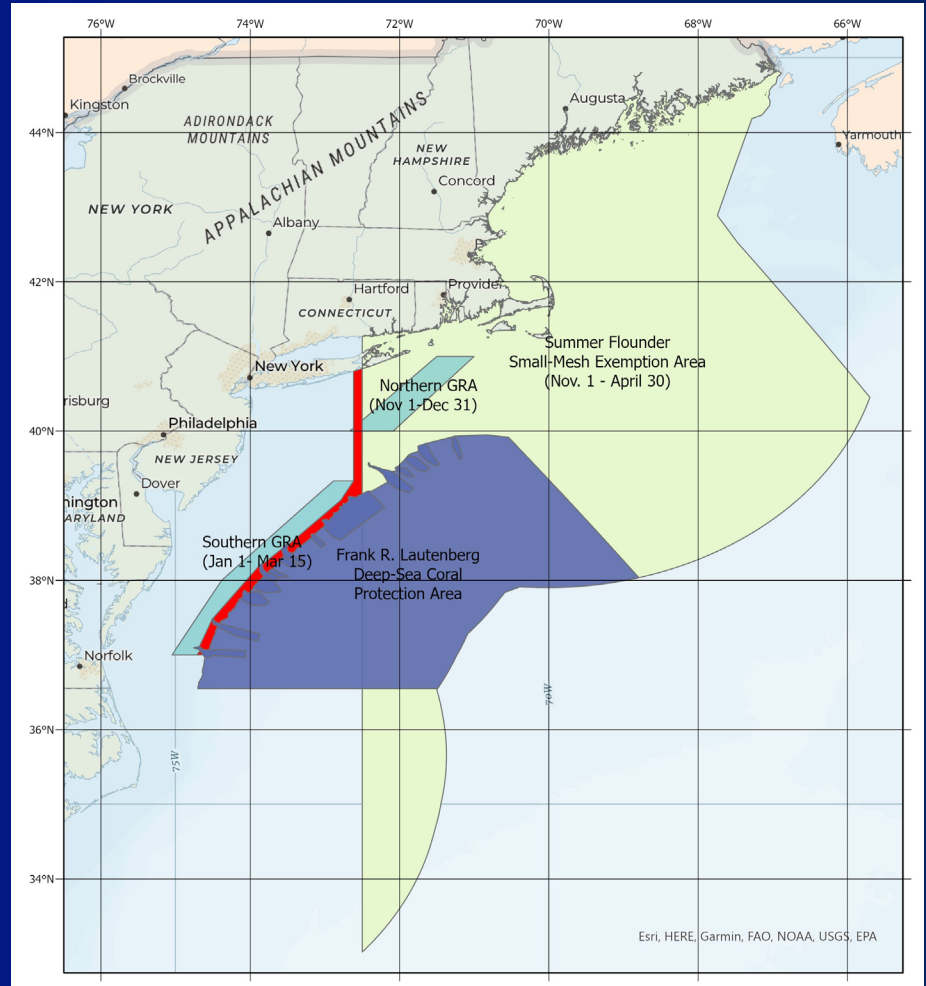 76°W 74°W 72°W 70°W 68°W 66°W
Brockville
Kingston
Augusta
ADIRONDACK
MOUNTAINS
44°N
Yarmouth
APPALACHIAN MOUNTAINS
NEW
HAMPSHIRE
Concord
NEW YORK
Albany
42°N
Hartford
Provide
CONNECTICUT
Summer Flounder
Small-Mesh Exemption Area
(Nov. 1 - April 30)
New York
Northern GRA
(Nov 1-Dec 31)
risburg
40°N
Philadelphia
NEW JERSEY
Dover
hington
ARYLAND
Southern GRA
(Jan 1- Mar 15)
Frank R. Lautenberg
Deep-Sea Coral
Protection Area
38°N
Norfolk
70W
36°N
75W
34°N
Esri, HERE, Garmin, FAO, NOAA, USGS, EPA